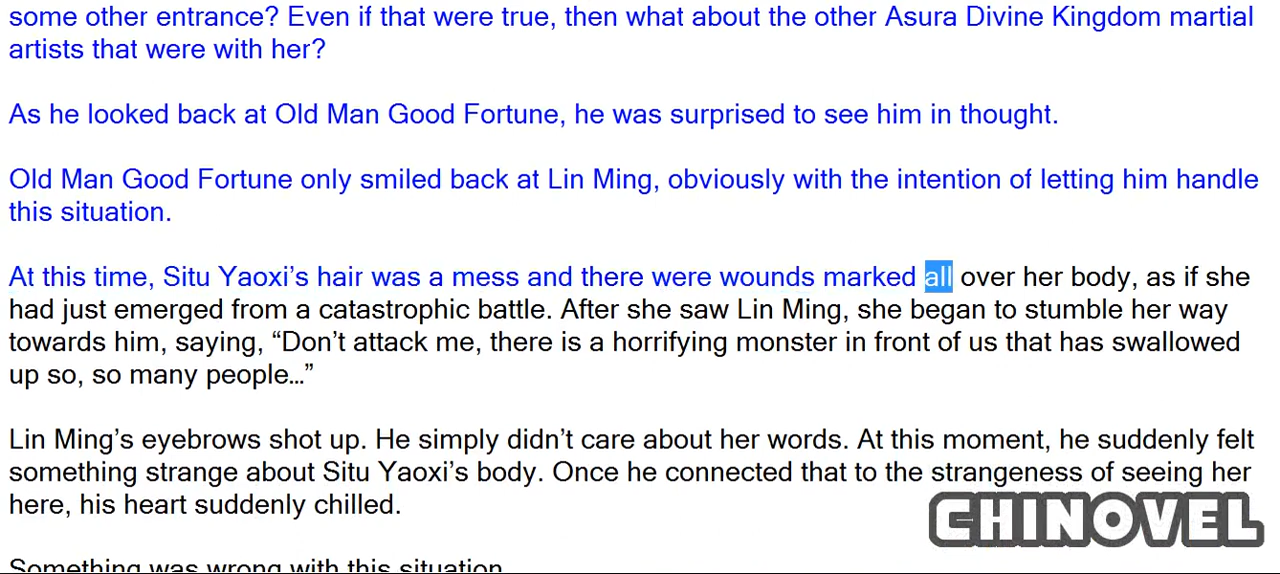 some other entrance? Even if that were true, then what about the other Asura Divine Kingdom martial
artists that were with her?
As he looked back at Old Man Good Fortune, he was surprised to see him in thought.
Old Man Good Fortune only smiled back at Lin Ming, obviously with the intention of letting him handle
this situation.
At this time, Situ Yaoxi’s hair was a mess and there were wounds marked all over her body, as if she
had just emerged from a catastrophic battle. After she saw Lin Ming, she began to stumble her way
towards him, saying, “Don’t attack me, there is a horrifying monster in front of us that has swallowed
up so, so many people…”
Lin Ming’s eyebrows shot up. He simply didn’t care about her words. At this moment, he suddenly felt
something strange about Situ Yaoxi’s body. Once he connected that to the strangeness of seeing her
here, his heart suddenly chilled.
CHINOVEL
Something was wrong with this situation